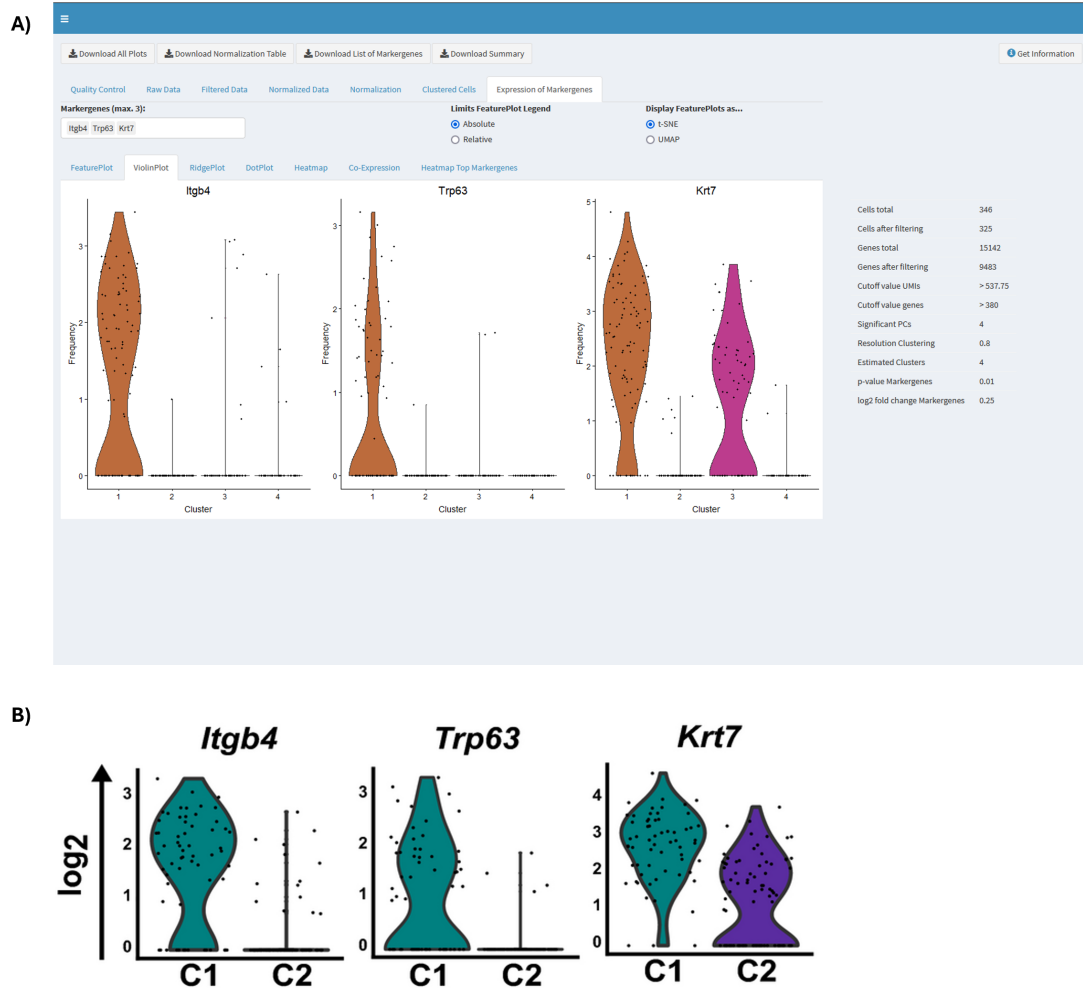 A)
Download All Plots Download Normalization Table Download List of Markergenes Download Summary Get Information
Quality Control Raw Data Filtered Data Normalized Data Normalization Clustered Cells Expression of Markergenes
Markergenes (max. 3): Limits FeaturePlot Legend Display FeaturePlots as...
Itgb4 Trp63 Krt7 Absolute t-SNE
Relative UMAP
FeaturePlot ViolinPlot RidgePlot DotPlot Heatmap Co-Expression Heatmap Top Markergenes
Itgb4
Frequency
3
2
1
0
1 2 3 4
Cluster
Trp63
Frequency
3
2
1
0
1 2 3 4
Cluster
Krt7
Frequency
5
4
3
2
1
0
1 2 3 4
Cluster
Cells total 346
Cells after filtering 325
Genes total 15142
Genes after filtering 9483
Cutoff value UMIs > 537.75
Cutoff value genes > 380
Significant PCs 4
Resolution Clustering 0.8
Estimated Clusters 4
p-value Markergenes 0.01
log2 fold change Markergenes 0.25
B)
log2
Itgb4
3
2
1
0
C1 C2
Trp63
3
2
1
0
C1 C2
Krt7
4
3
2
1
0
C1 C2